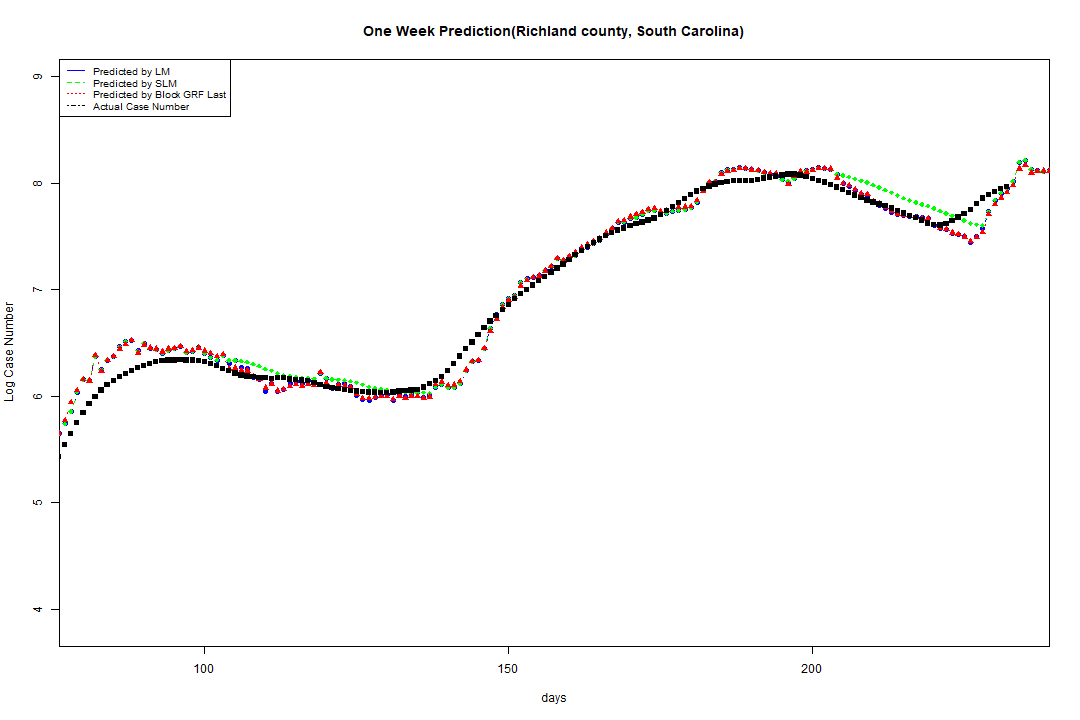 One Week Prediction(Richland county, South Carolina)
Predicted by LM
Predicted by SLM
Predicted by Block GRF Last
Actual Case Number
9
8
7
6
5
4
Log Case Number
100
150
200
days